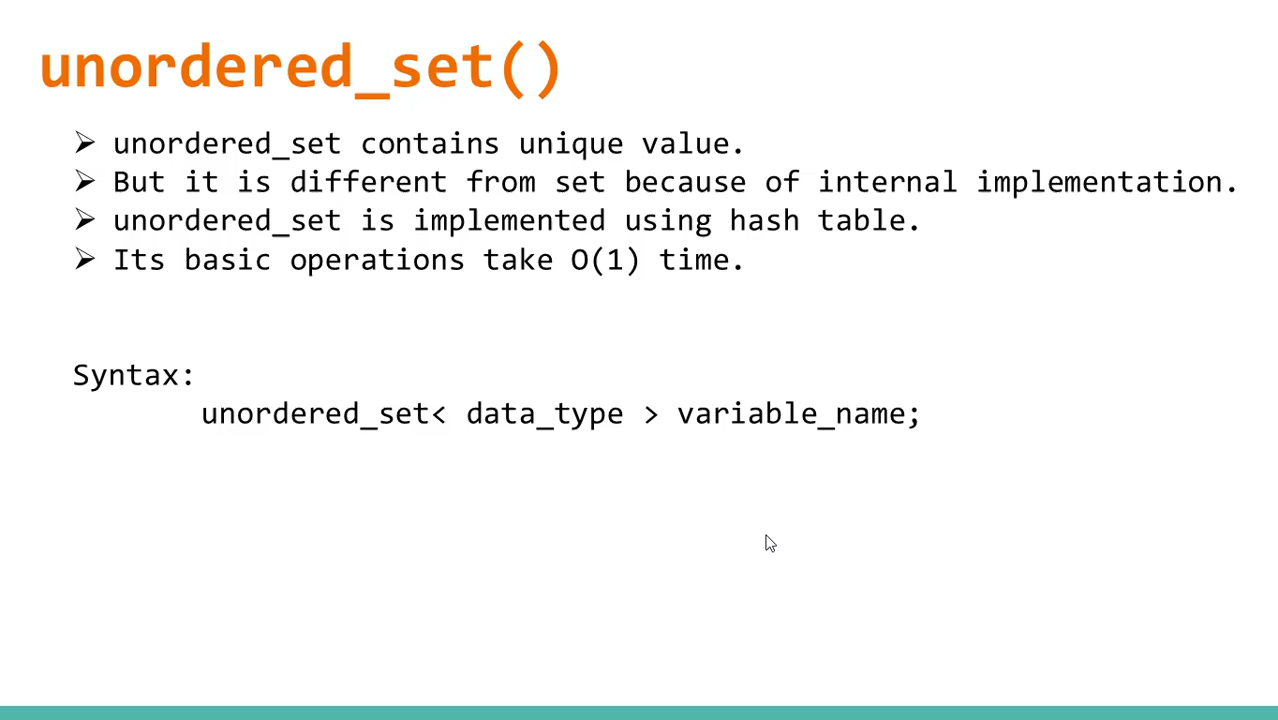 unordered_set()
➢ unordered_set contains unique value.
➢ But it is different from set because of internal implementation.
➢ unordered_set is implemented using hash table.
➢ Its basic operations take O(1) time.
Syntax:
unordered_set< data_type > variable_name;